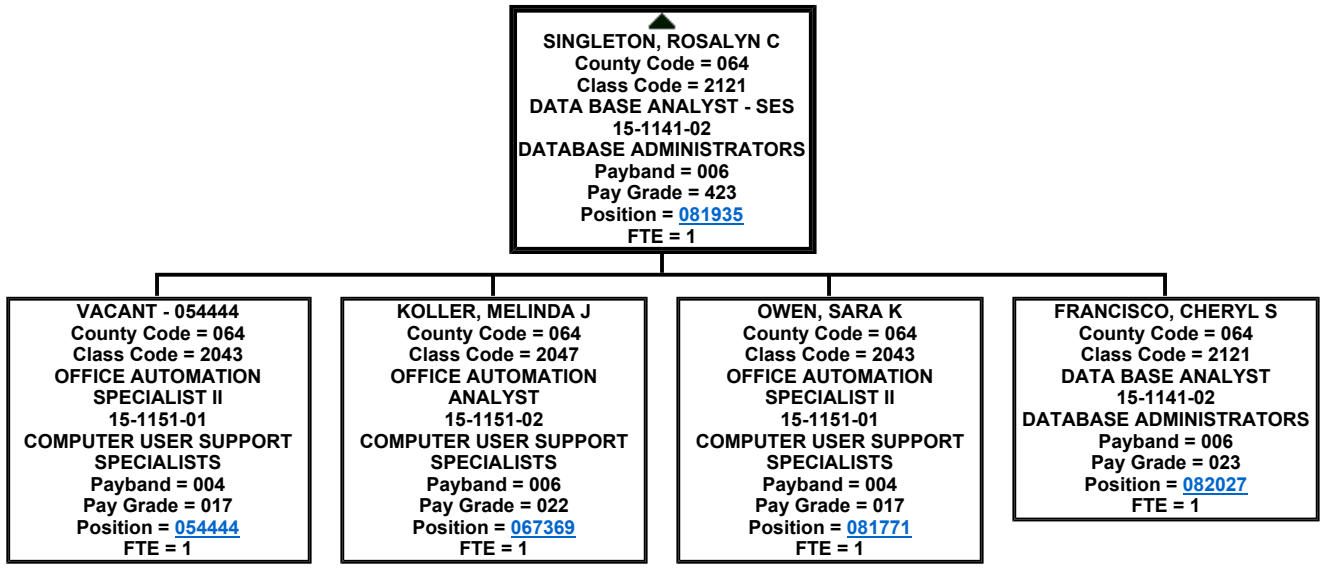 SINGLETON, ROSALYN C
County Code = 064
Class Code = 2121
DATA BASE ANALYST - SES
15-1141-02
DATABASE ADMINISTRATORS
Payband = 006
Pay Grade = 423
Position = 081935
FTE = 1
VACANT - 054444
County Code = 064
Class Code = 2043
OFFICE AUTOMATION
SPECIALIST II
15-1151-01
COMPUTER USER SUPPORT
SPECIALISTS
Payband = 004
Pay Grade = 017
Position = 054444
FTE = 1
KOLLER, MELINDA J
County Code = 064
Class Code = 2047
OFFICE AUTOMATION
ANALYST
15-1151-02
COMPUTER USER SUPPORT
SPECIALISTS
Payband = 006
Pay Grade = 022
Position = 067369
FTE = 1
OWEN, SARA K
County Code = 064
Class Code = 2043
OFFICE AUTOMATION
SPECIALIST II
15-1151-01
COMPUTER USER SUPPORT
SPECIALISTS
Payband = 004
Pay Grade = 017
Position = 081771
FTE = 1
FRANCISCO, CHERYL S
County Code = 064
Class Code = 2121
DATA BASE ANALYST
15-1141-02
DATABASE ADMINISTRATORS
Payband = 006
Pay Grade = 023
Position = 082027
FTE = 1